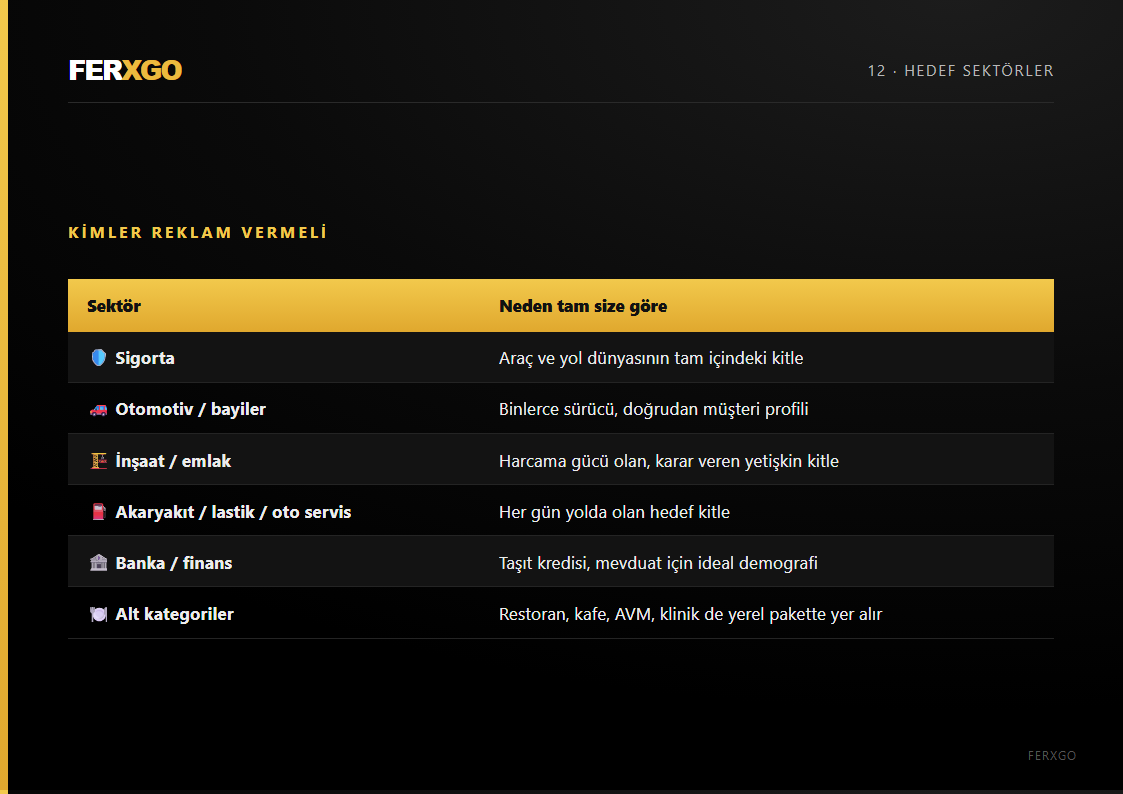 FERXGO
12 · HEDEF SEKTÖRLER
KİMLER REKLAM VERMELİ
Sektör Neden tam size göre
Sigorta Araç ve yol dünyasının tam içindeki kitle
Otomotiv / bayiler Binlerce sürücü, doğrudan müşteri profili
İnşaat / emlak Harcama gücü olan, karar veren yetişkin kitle
Akaryakıt / lastik / oto servis Her gün yolda olan hedef kitle
Banka / finans Taşıt kredisi, mevduat için ideal demografi
Alt kategoriler Restoran, kafe, AVM, klinik de yerel pakette yer alır
FERXGO